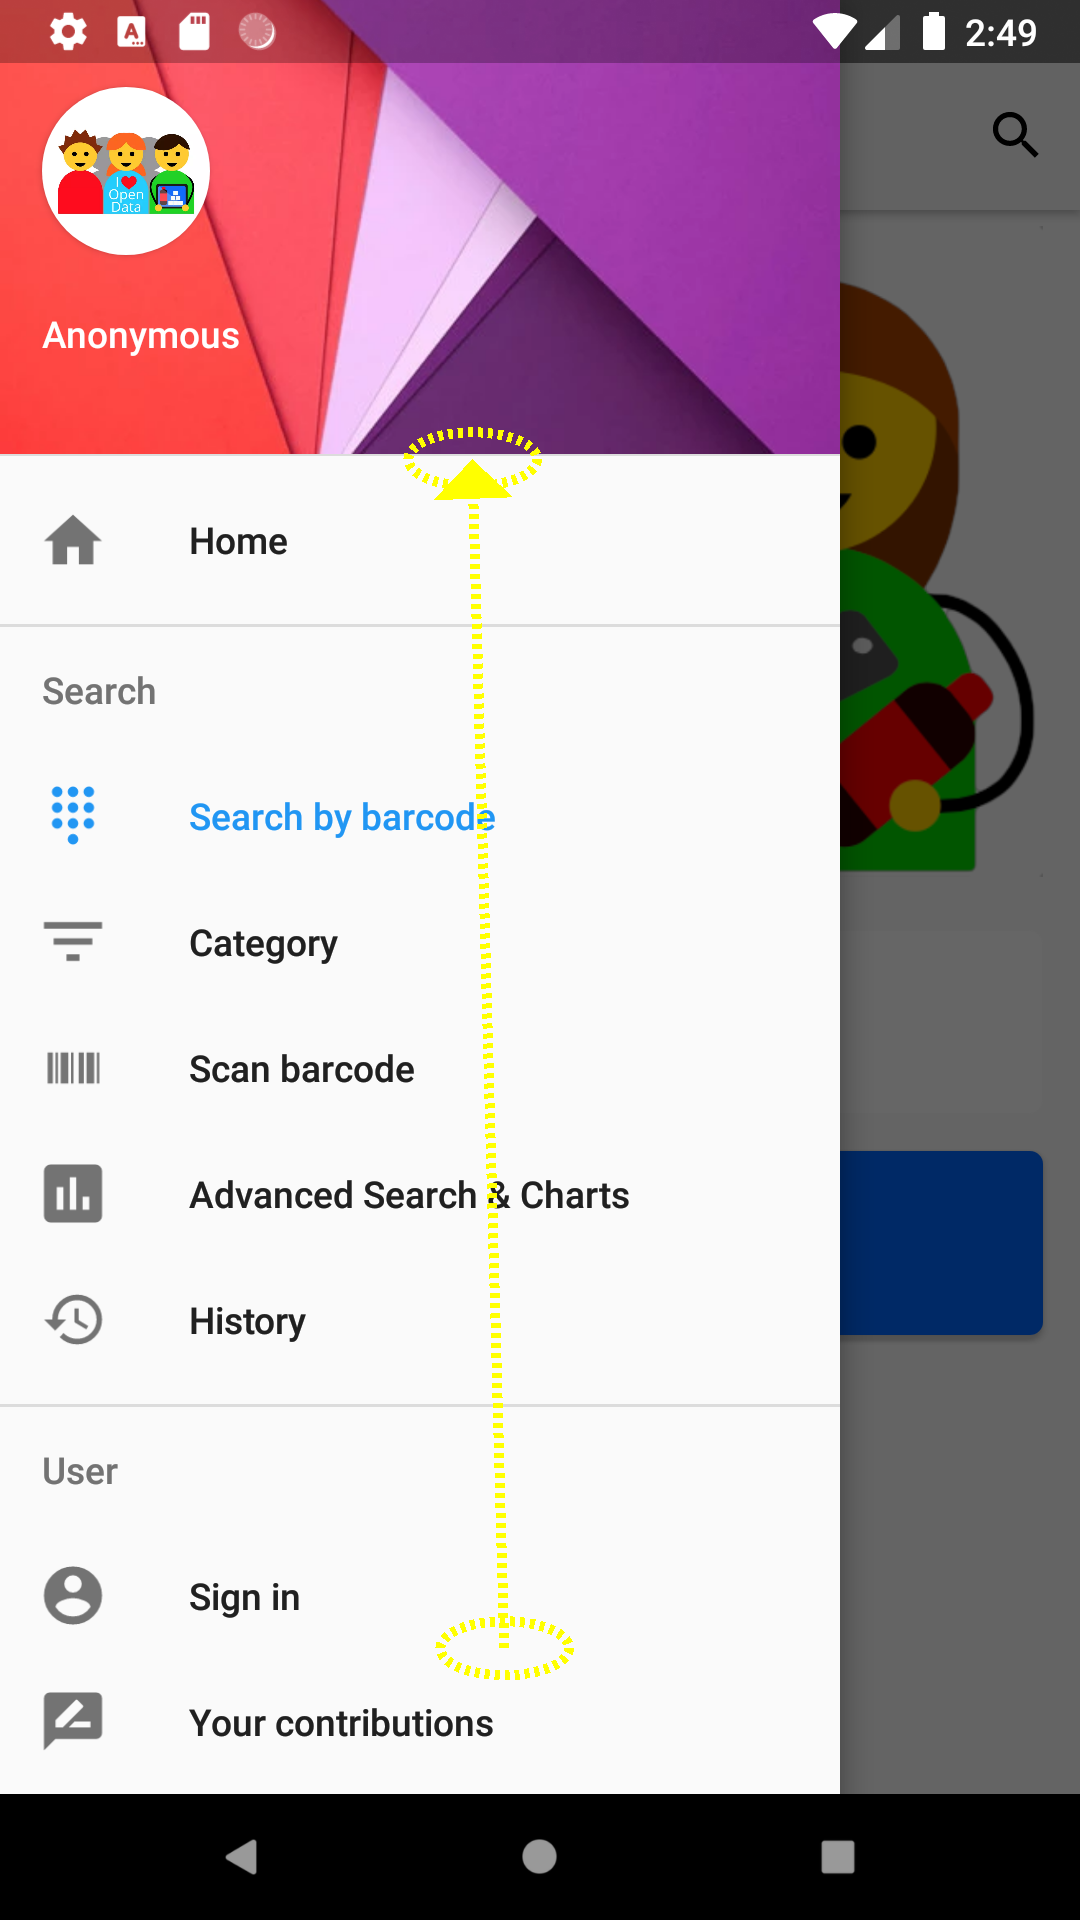 2:49
I ❤ Open Data
Anonymous
Home
Search
Search by barcode
Category
Scan barcode
Advanced Search & Charts
History
User
Sign in
Your contributions